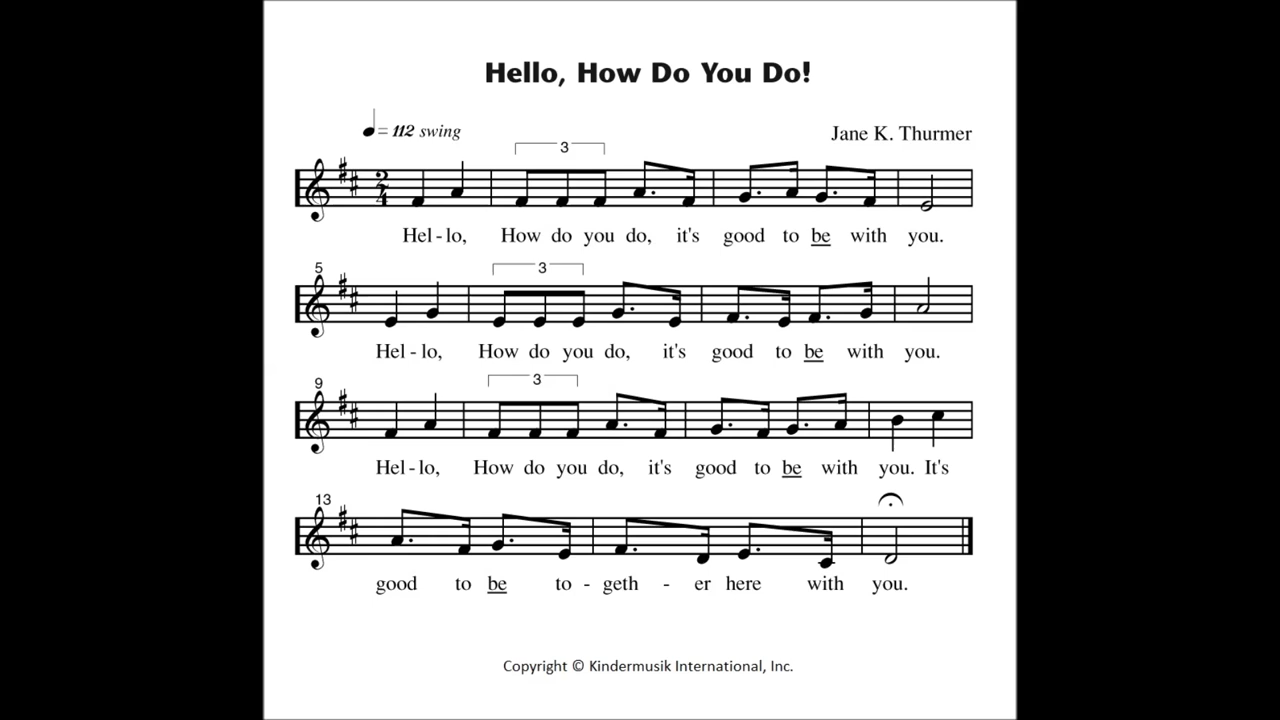 Hello, How Do You Do!
= 112 swing
Jane K. Thurmer
3
2
4
Hel - lo, How do you do, it's good to be with you.
5
3
Hel - lo, How do you do, it's good to be with you.
9
3
Hel - lo, How do you do, it's good to be with you. It's
13
good to be to - geth - er here with you.
Copyright © Kindermusik International, Inc.